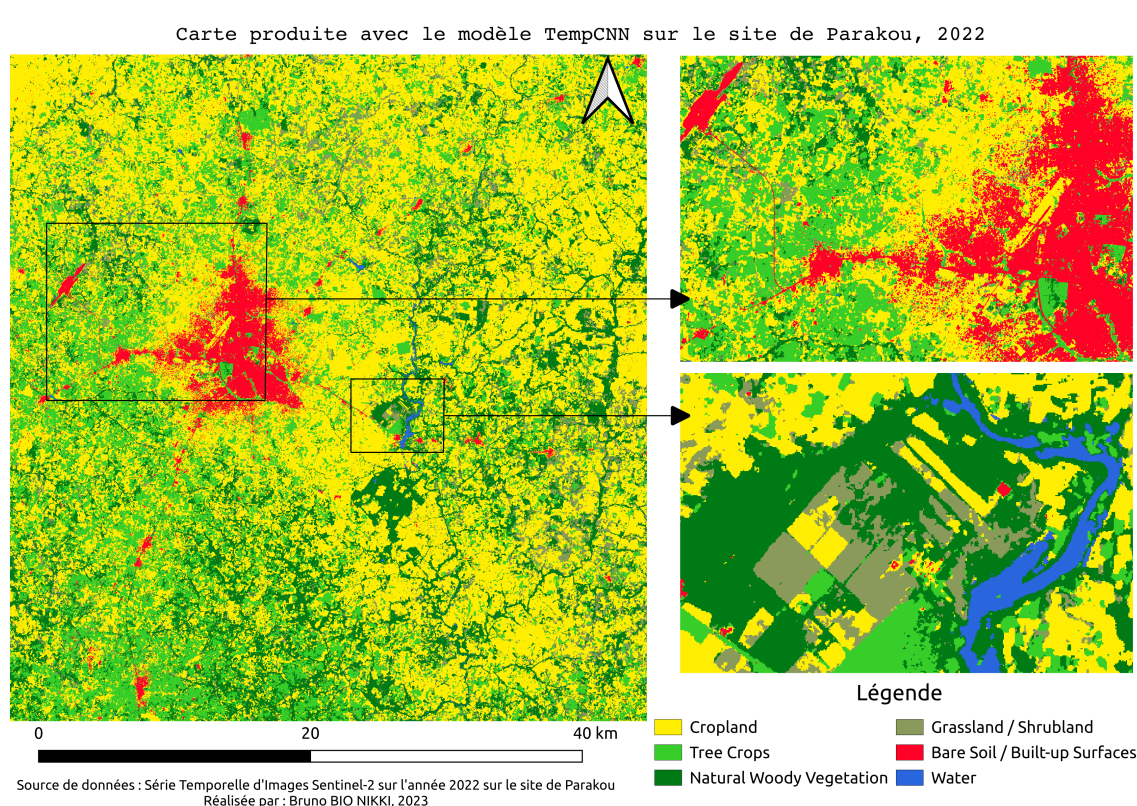 Carte produite avec le modèle TempCNN sur le site de Parakou, 2022
Légende
0 20 40 km
Cropland
Grassland / Shrubland
Tree Crops
Bare Soil / Built-up Surfaces
Natural Woody Vegetation
Water
Source de données : Série Temporelle d'Images Sentinel-2 sur l'année 2022 sur le site de Parakou
Réalisée par : Bruno BIO NIKKI, 2023